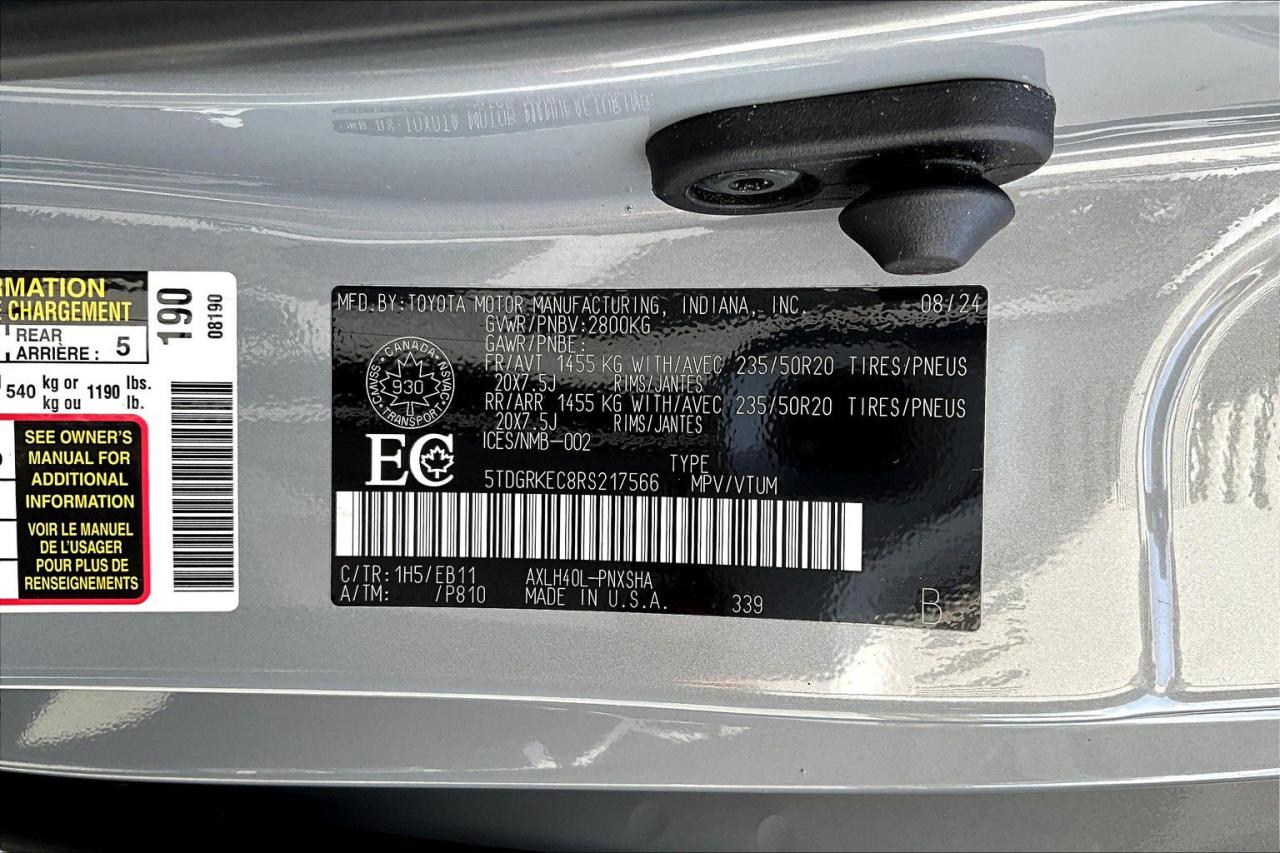 RMATION
E CHARGEMENT
REAR
ARRIÈRE : 5
540 kg or 1190 lbs.
kg ou lb.
SEE OWNER'S
MANUAL FOR
ADDITIONAL
INFORMATION
VOIR LE MANUEL
DE L'USAGER
POUR PLUS DE
RENSEIGNEMENTS
190
08190
MFD.BY:TOYOTA MOTOR MANUFACTURING, INDIANA, INC. 08/24
GVWR/PNBV:2800KG
GAWR/PNBE:
FR/AVT 1455 KG WITH/AVEC 235/50R20 TIRES/PNEUS
20X7.5J RIMS/JANTES
RR/ARR 1455 KG WITH/AVEC 235/50R20 TIRES/PNEUS
20X7.5J RIMS/JANTES
ICES/NMB-002
CANADA
930
TRANSPORT
EC
TYPE
5TDGRKEC8RS217566 MPV/VTUM
C/TR: 1H5/EB11 AXLH40L-PNXSHA
A/TM: /P810 MADE IN U.S.A. 339
B